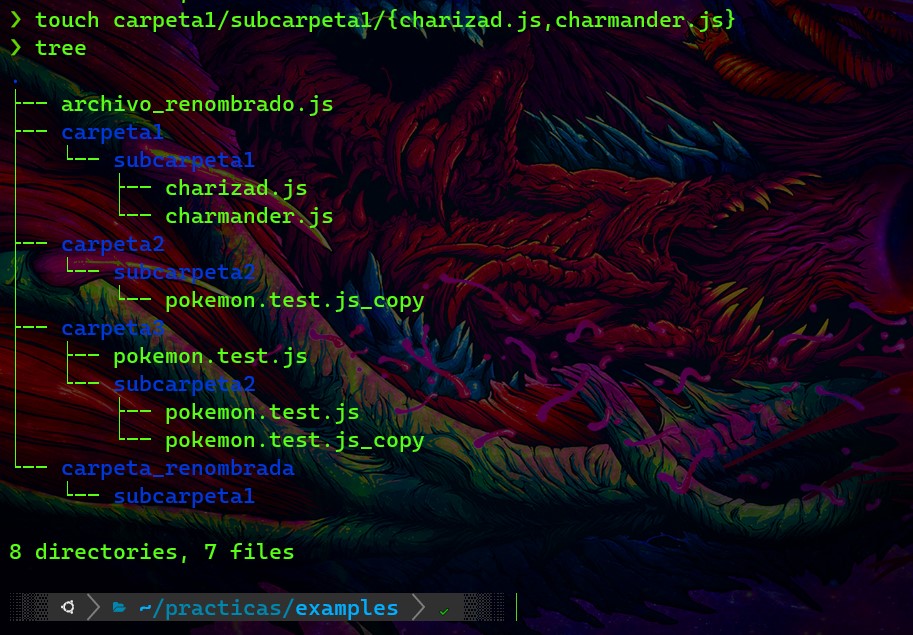 ❯ touch carpeta1/subcarpeta1/{charizad.js,charmander.js}
❯ tree
.
├── archivo_renombrado.js
├── carpeta1
│   └── subcarpeta1
│       ├── charizad.js
│       └── charmander.js
├── carpeta2
│   └── subcarpeta2
│       └── pokemon.test.js_copy
├── carpeta3
│   ├── pokemon.test.js
│   └── subcarpeta2
│       ├── pokemon.test.js
│       └── pokemon.test.js_copy
└── carpeta_renombrada
    └── subcarpeta1
8 directories, 7 files
~/practicas/examples ✓